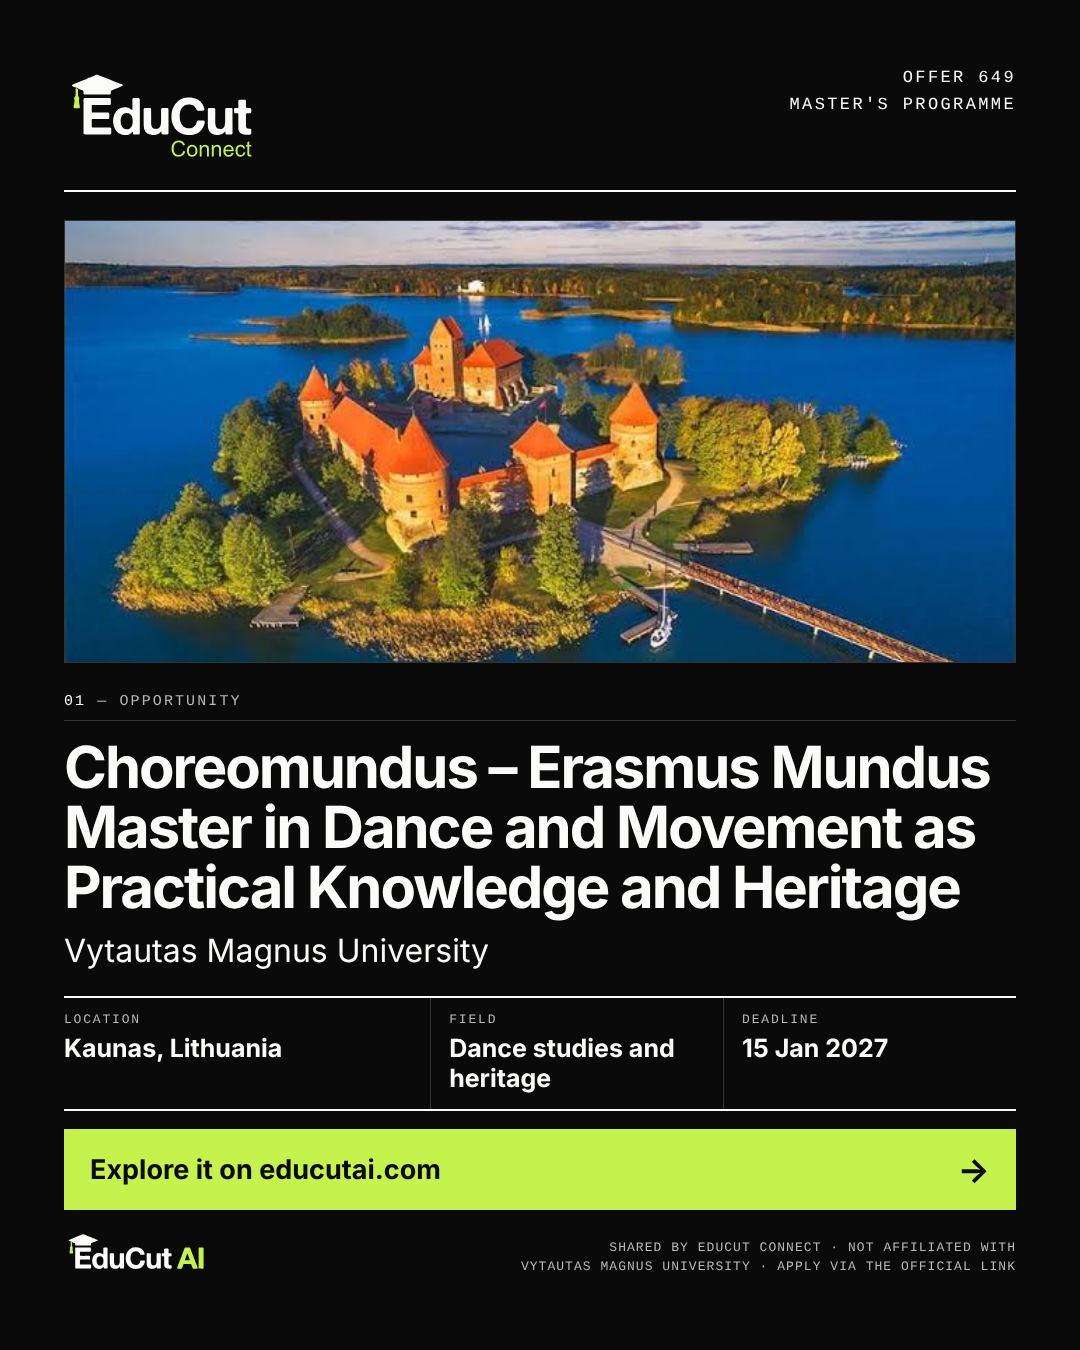 EduCut
Connect
OFFER 649
MASTER'S PROGRAMME
01 — OPPORTUNITY
Choreomundus – Erasmus Mundus
Master in Dance and Movement as
Practical Knowledge and Heritage
Vytautas Magnus University
LOCATION
Kaunas, Lithuania
FIELD
Dance studies and
heritage
DEADLINE
15 Jan 2027
Explore it on educutai.com →
EduCut AI
SHARED BY EDUCUT CONNECT · NOT AFFILIATED WITH
VYTAUTAS MAGNUS UNIVERSITY · APPLY VIA THE OFFICIAL LINK